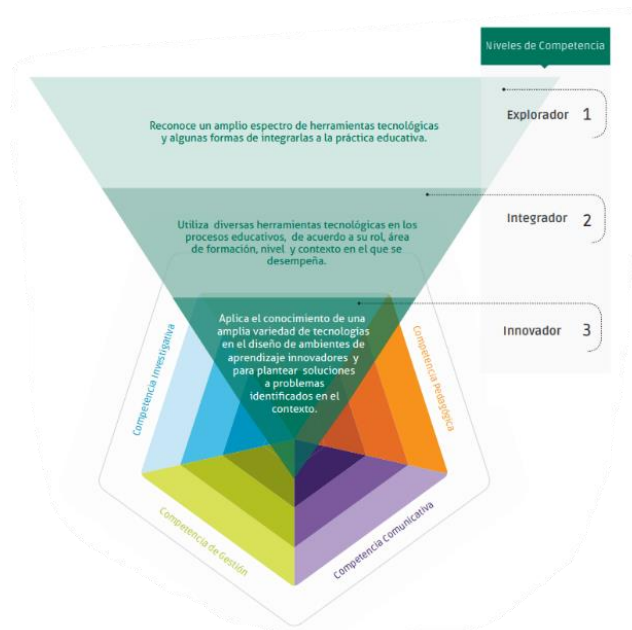 Niveles de Competencia
Explorador 1
Reconoce un amplio espectro de herramientas tecnológicas
y algunas formas de integrarlas a la práctica educativa.
Integrador 2
Utiliza diversas herramientas tecnológicas en los
procesos educativos, de acuerdo a su rol, área
de formación, nivel y contexto en el que se
desempeña.
Innovador 3
Aplica el conocimiento de una
amplia variedad de tecnologías
en el diseño de ambientes de
aprendizaje innovadores y
para plantear soluciones
a problemas
identificados en el
contexto.
Competencia Investigativa
Competencia Pedagógica
Competencia de Gestión
Competencia Comunicativa